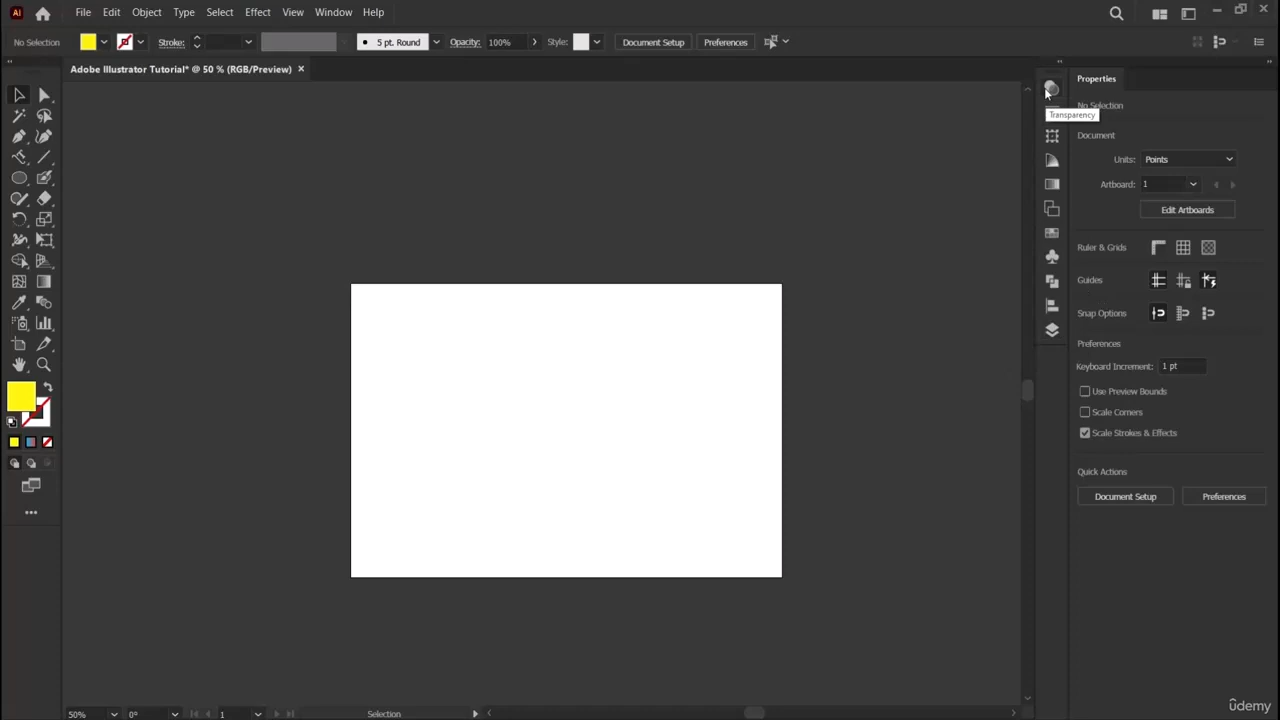 Ai File Edit Object Type Select Effect View Window Help
No Selection Stroke: 5 pt. Round Opacity: 100% Style: Document Setup Preferences
Adobe Illustrator Tutorial* @ 50 % (RGB/Preview) ×
Properties
No Selection
Transparency
Document
Units: Points
Artboard: 1
Edit Artboards
Ruler & Grids
Guides
Snap Options
Preferences
Keyboard Increment: 1 pt
Use Preview Bounds
Scale Corners
Scale Strokes & Effects
Quick Actions
Document Setup Preferences
50% 0° 1 Selection
ûdemy